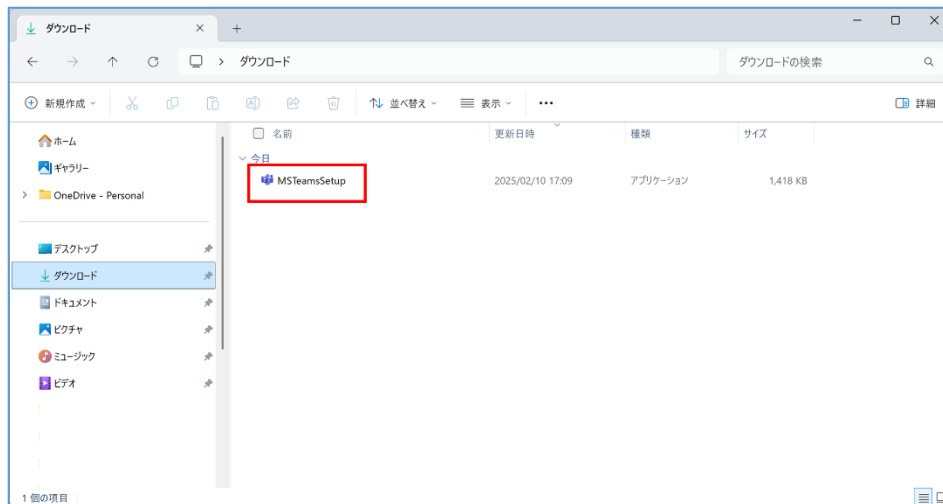 ダウンロード
ダウンロード
ダウンロードの検索
新規作成
並べ替え
表示
詳細
ホーム
ギャラリー
OneDrive - Personal
デスクトップ
ダウンロード
ドキュメント
ピクチャ
ミュージック
ビデオ
名前 更新日時 種類 サイズ
今日
MSTeamsSetup 2025/02/10 17:09 アプリケーション 1,418 KB
1 個の項目